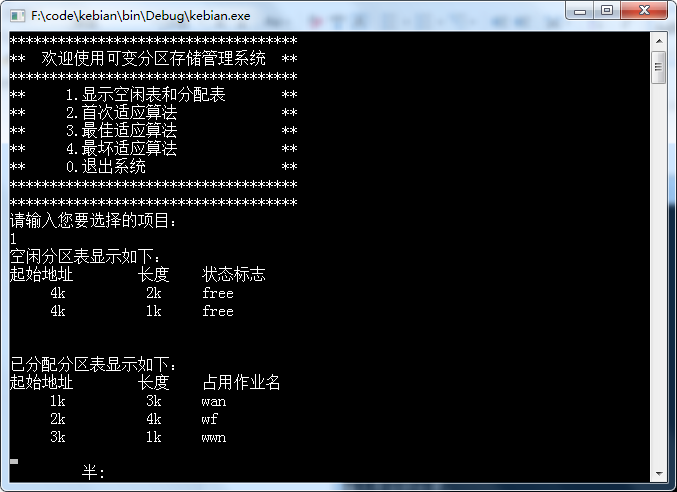 F:\code\kebian\bin\Debug\kebian.exe
************************************
**  欢迎使用可变分区存储管理系统  **
************************************
**     1.显示空闲表和分配表       **
**     2.首次适应算法             **
**     3.最佳适应算法             **
**     4.最坏适应算法             **
**     0.退出系统                 **
************************************
************************************
请输入您要选择的项目:
1
空闲分区表显示如下:
起始地址        长度    状态标志
     4k          2k     free
     4k          1k     free
已分配分区表显示如下:
起始地址        长度    占用作业名
     1k          3k     wan
     2k          4k     wf
     3k          1k     wwn
半: